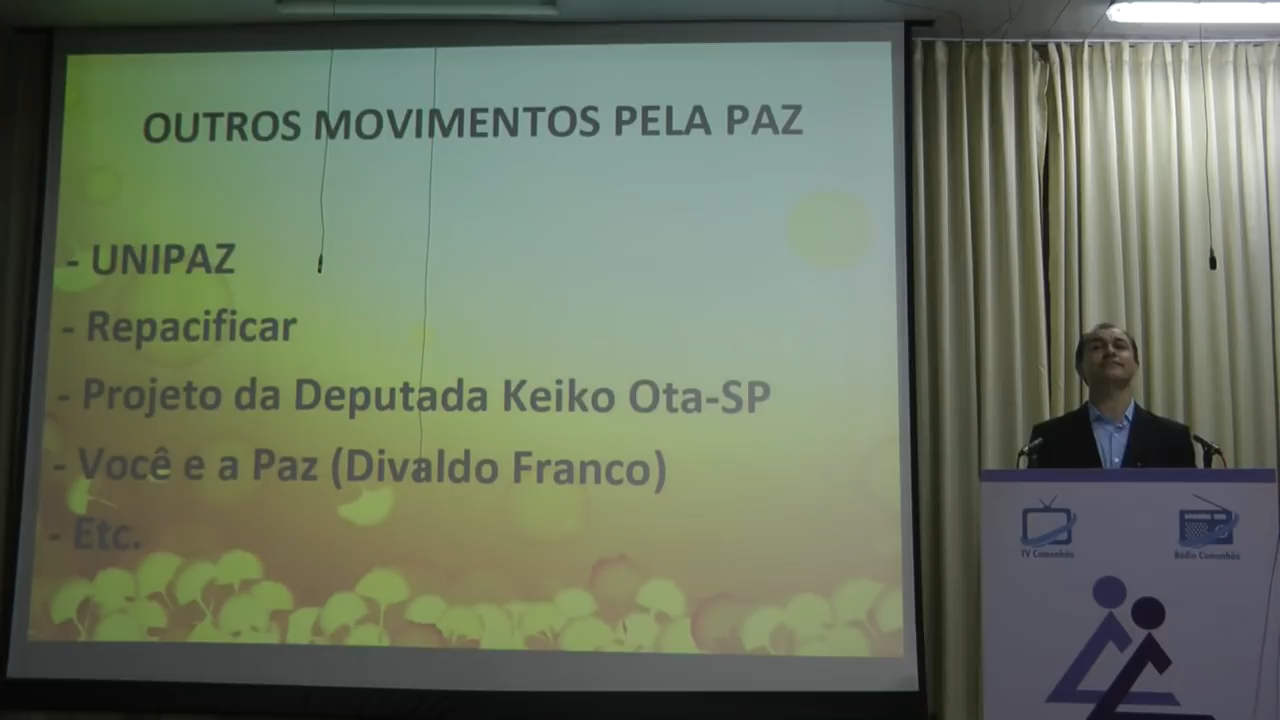 OUTROS MOVIMENTOS PELA PAZ
- UNIPAZ
- Repacificar
- Projeto da Deputada Keiko Ota-SP
- Você e a Paz (Divaldo Franco)
- Etc.
TV Comunhão
Rádio Comunhão